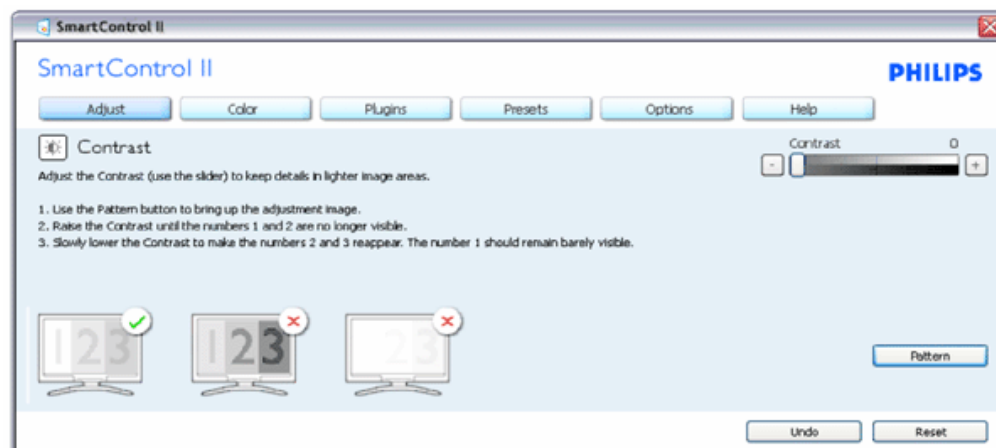 SmartControl II
SmartControl II
PHILIPS
Adjust Color Plugins Presets Options Help
Contrast
Contrast 0
- +
Adjust the Contrast (use the slider) to keep details in lighter image areas.
1. Use the Pattern button to bring up the adjustment image.
2. Raise the Contrast until the numbers 1 and 2 are no longer visible.
3. Slowly lower the Contrast to make the numbers 2 and 3 reappear. The number 1 should remain barely visible.
123 123 23
Pattern
Undo Reset